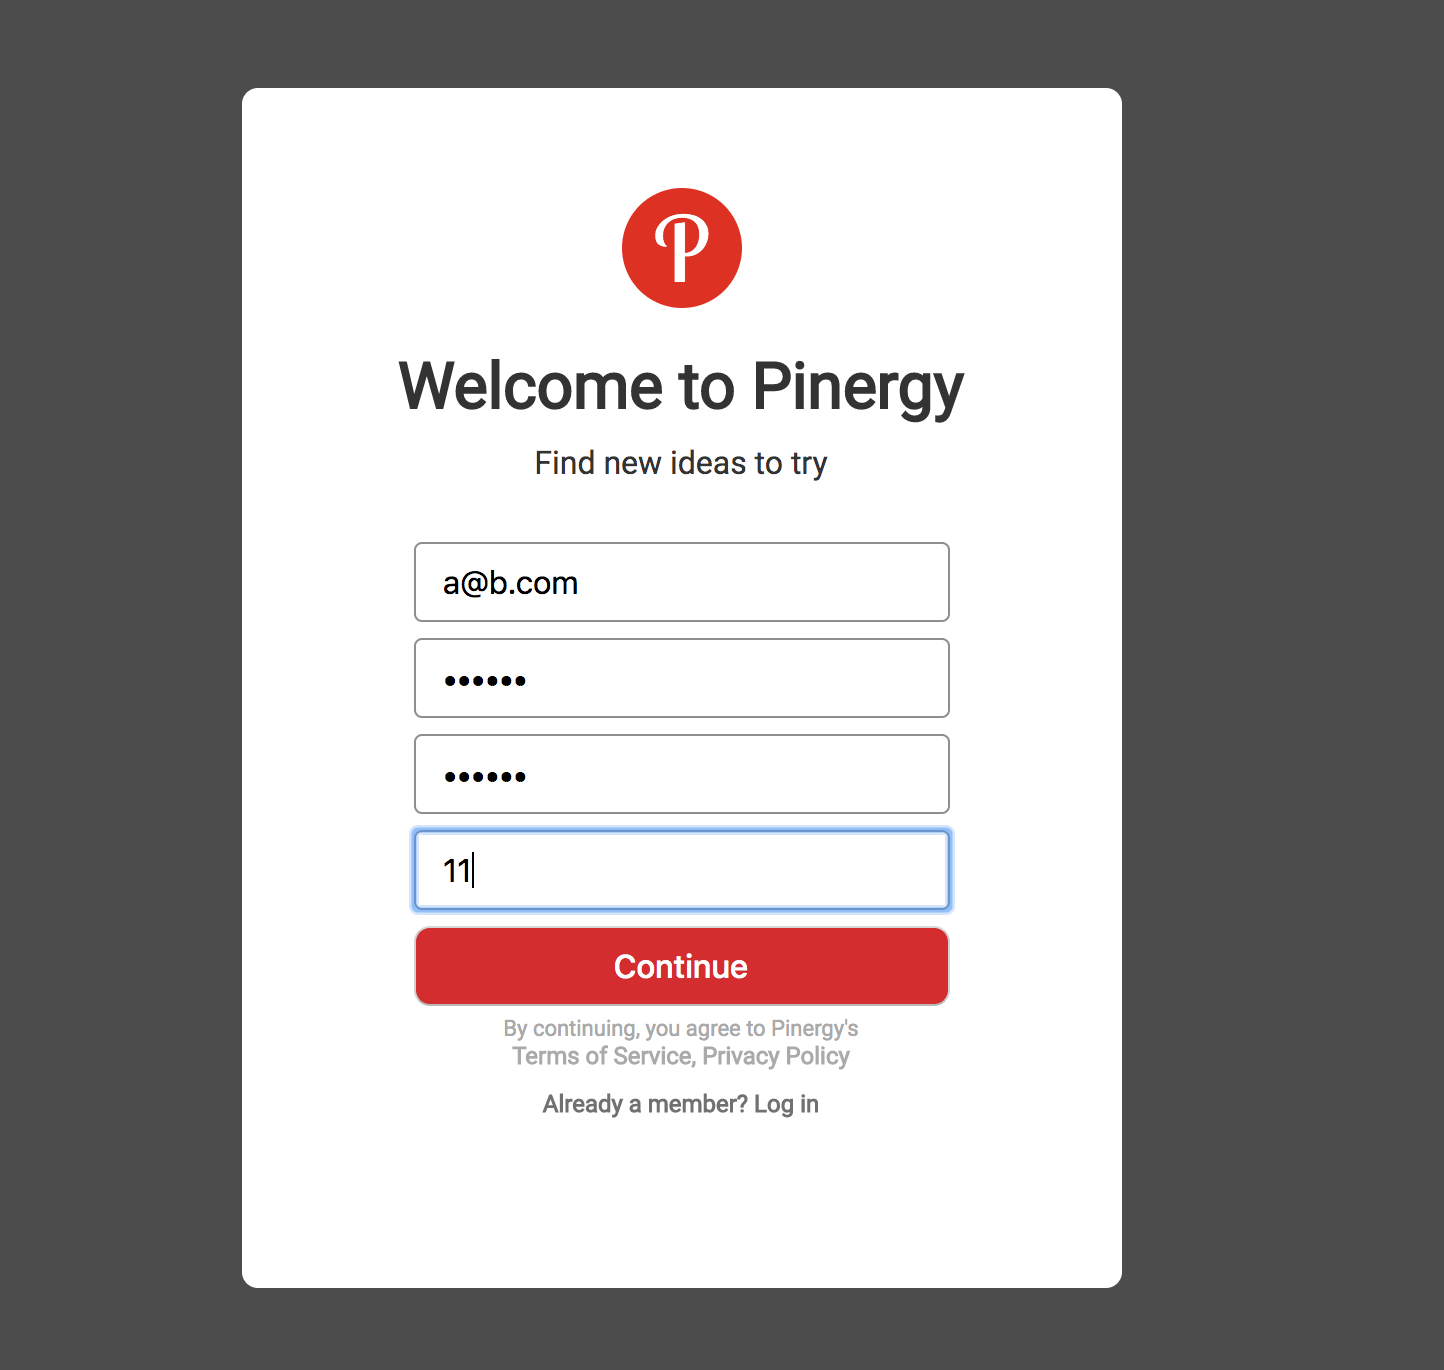 P
Welcome to Pinergy
Find new ideas to try
a@b.com
••••••
••••••
11
Continue
By continuing, you agree to Pinergy's
Terms of Service, Privacy Policy
Already a member? Log in